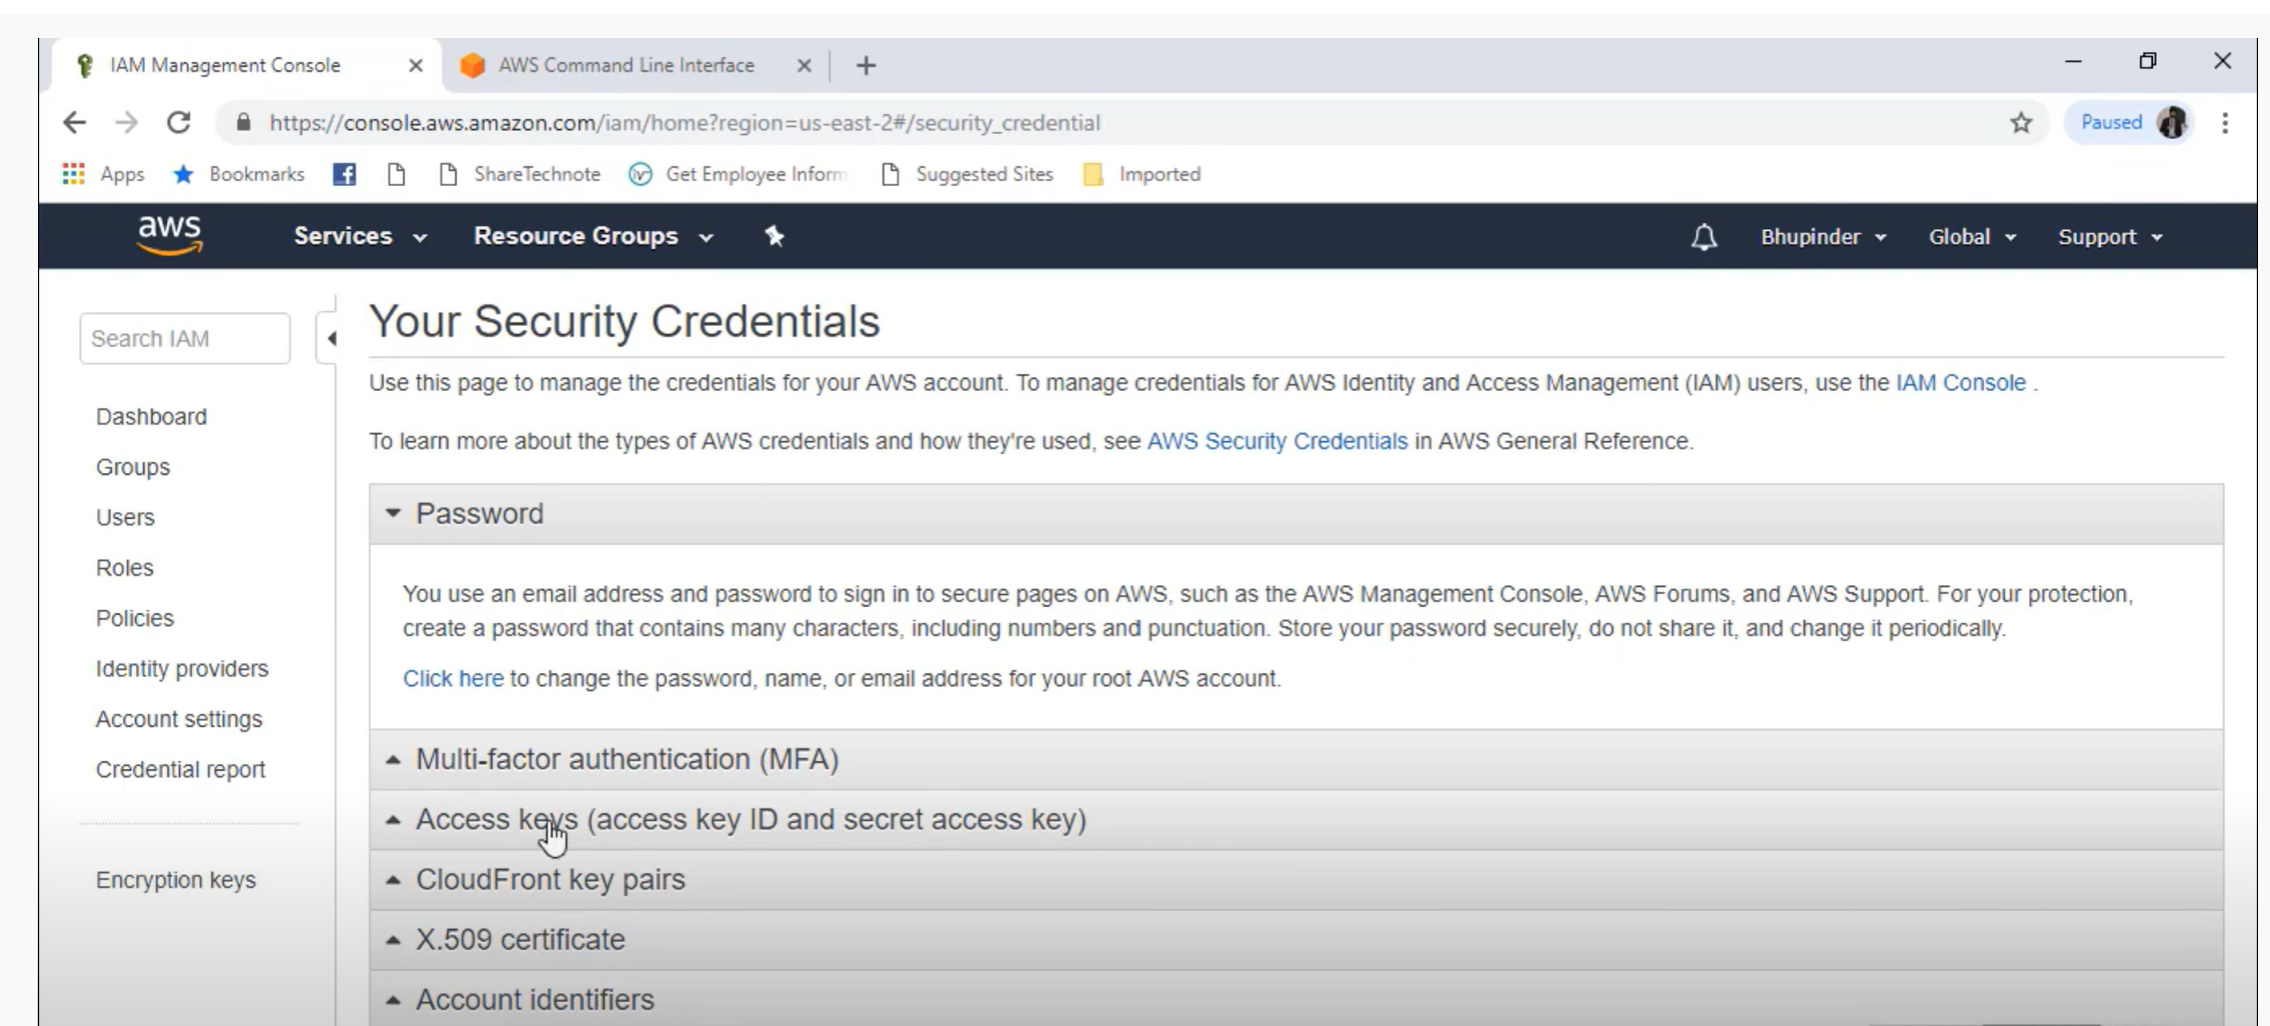 IAM Management Console
AWS Command Line Interface
https://console.aws.amazon.com/iam/home?region=us-east-2#/security_credential
Paused
Apps Bookmarks ShareTechnote Get Employee Inform Suggested Sites Imported
aws Services Resource Groups Bhupinder Global Support
Search IAM
Dashboard
Groups
Users
Roles
Policies
Identity providers
Account settings
Credential report
Encryption keys
Your Security Credentials
Use this page to manage the credentials for your AWS account. To manage credentials for AWS Identity and Access Management (IAM) users, use the IAM Console .
To learn more about the types of AWS credentials and how they're used, see AWS Security Credentials in AWS General Reference.
Password
You use an email address and password to sign in to secure pages on AWS, such as the AWS Management Console, AWS Forums, and AWS Support. For your protection,
create a password that contains many characters, including numbers and punctuation. Store your password securely, do not share it, and change it periodically.
Click here to change the password, name, or email address for your root AWS account.
Multi-factor authentication (MFA)
Access keys (access key ID and secret access key)
CloudFront key pairs
X.509 certificate
Account identifiers